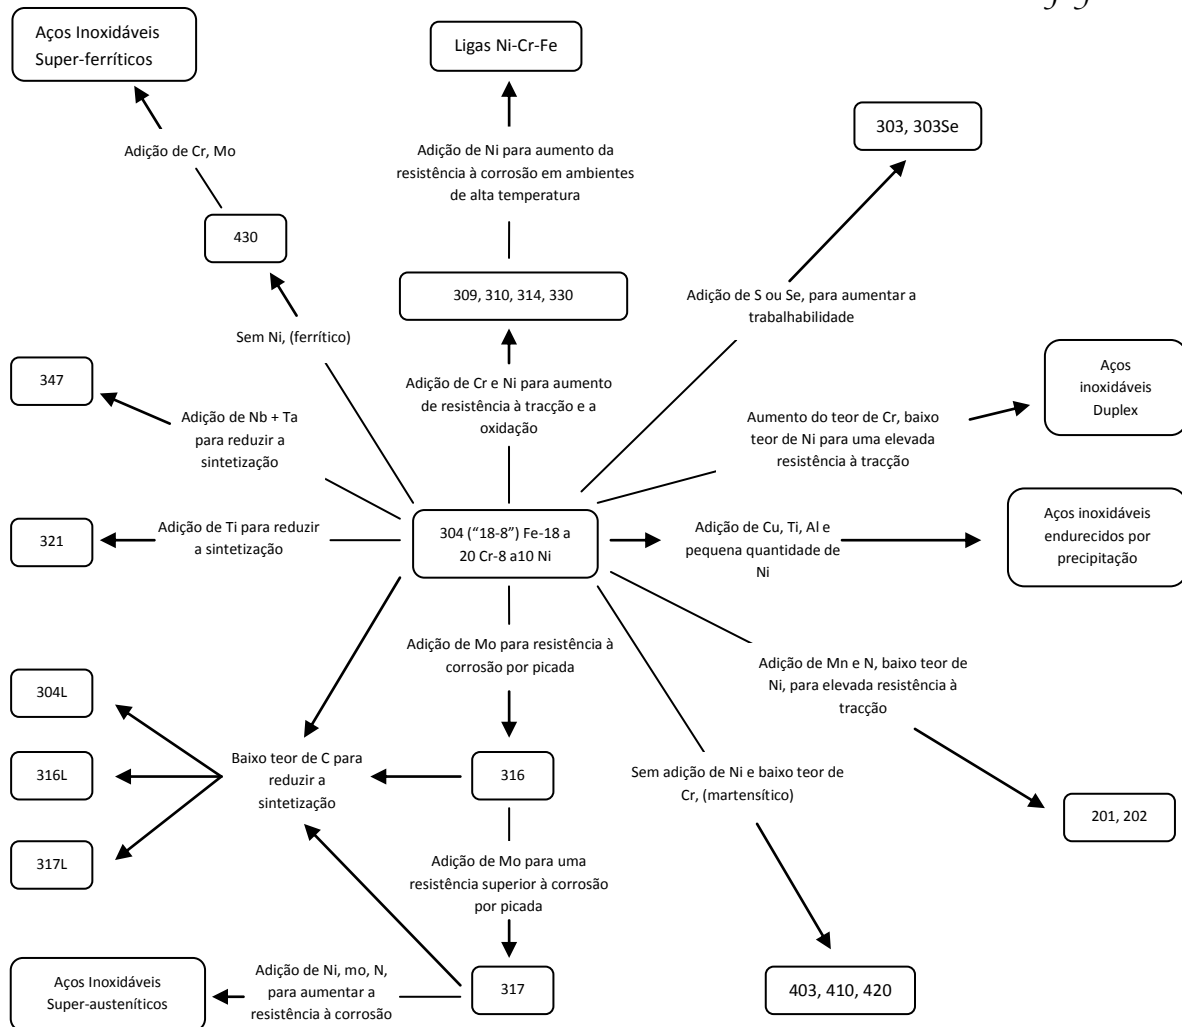 Aços Inoxidáveis
Super-ferríticos
Ligas Ni-Cr-Fe
303, 303Se
Adição de Cr, Mo
Adição de Ni para aumento da
resistência à corrosão em ambientes
de alta temperatura
430
309, 310, 314, 330
Adição de S ou Se, para aumentar a
trabalhabilidade
Sem Ni, (ferrítico)
347
Adição de Nb + Ta
para reduzir a
sintetização
Adição de Cr e Ni para aumento
de resistência à tracção e a
oxidação
Aumento do teor de Cr, baixo
teor de Ni para uma elevada
resistência à tracção
Aços
inoxidáveis
Duplex
321
Adição de Ti para reduzir
a sintetização
304 (“18-8”) Fe-18 a
20 Cr-8 a10 Ni
Adição de Cu, Ti, Al e
pequena quantidade de
Ni
Aços inoxidáveis
endurecidos por
precipitação
Adição de Mo para resistência à
corrosão por picada
Adição de Mn e N, baixo teor de
Ni, para elevada resistência à
tracção
304L
316L
317L
Baixo teor de C para
reduzir a
sintetização
316
Sem adição de Ni e baixo teor de
Cr, (martensítico)
201, 202
Adição de Mo para uma
resistência superior à corrosão
por picada
Aços Inoxidáveis
Super-austeníticos
Adição de Ni, mo, N,
para aumentar a
resistência à corrosão
317
403, 410, 420